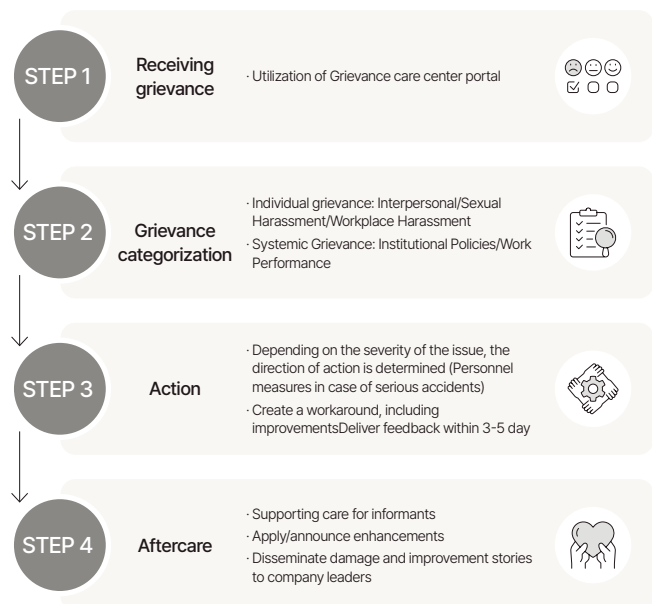 STEP 1
Receiving
grievance
· Utilization of Grievance care center portal
STEP 2
Grievance
categorization
· Individual grievance: Interpersonal/Sexual
Harassment/Workplace Harassment
· Systemic Grievance: Institutional Policies/Work
Performance
STEP 3
Action
· Depending on the severity of the issue, the
direction of action is determined (Personnel
measures in case of serious accidents)
· Create a workaround, including
improvementsDeliver feedback within 3-5 day
STEP 4
Aftercare
· Supporting care for informants
· Apply/announce enhancements
· Disseminate damage and improvement stories
to company leaders